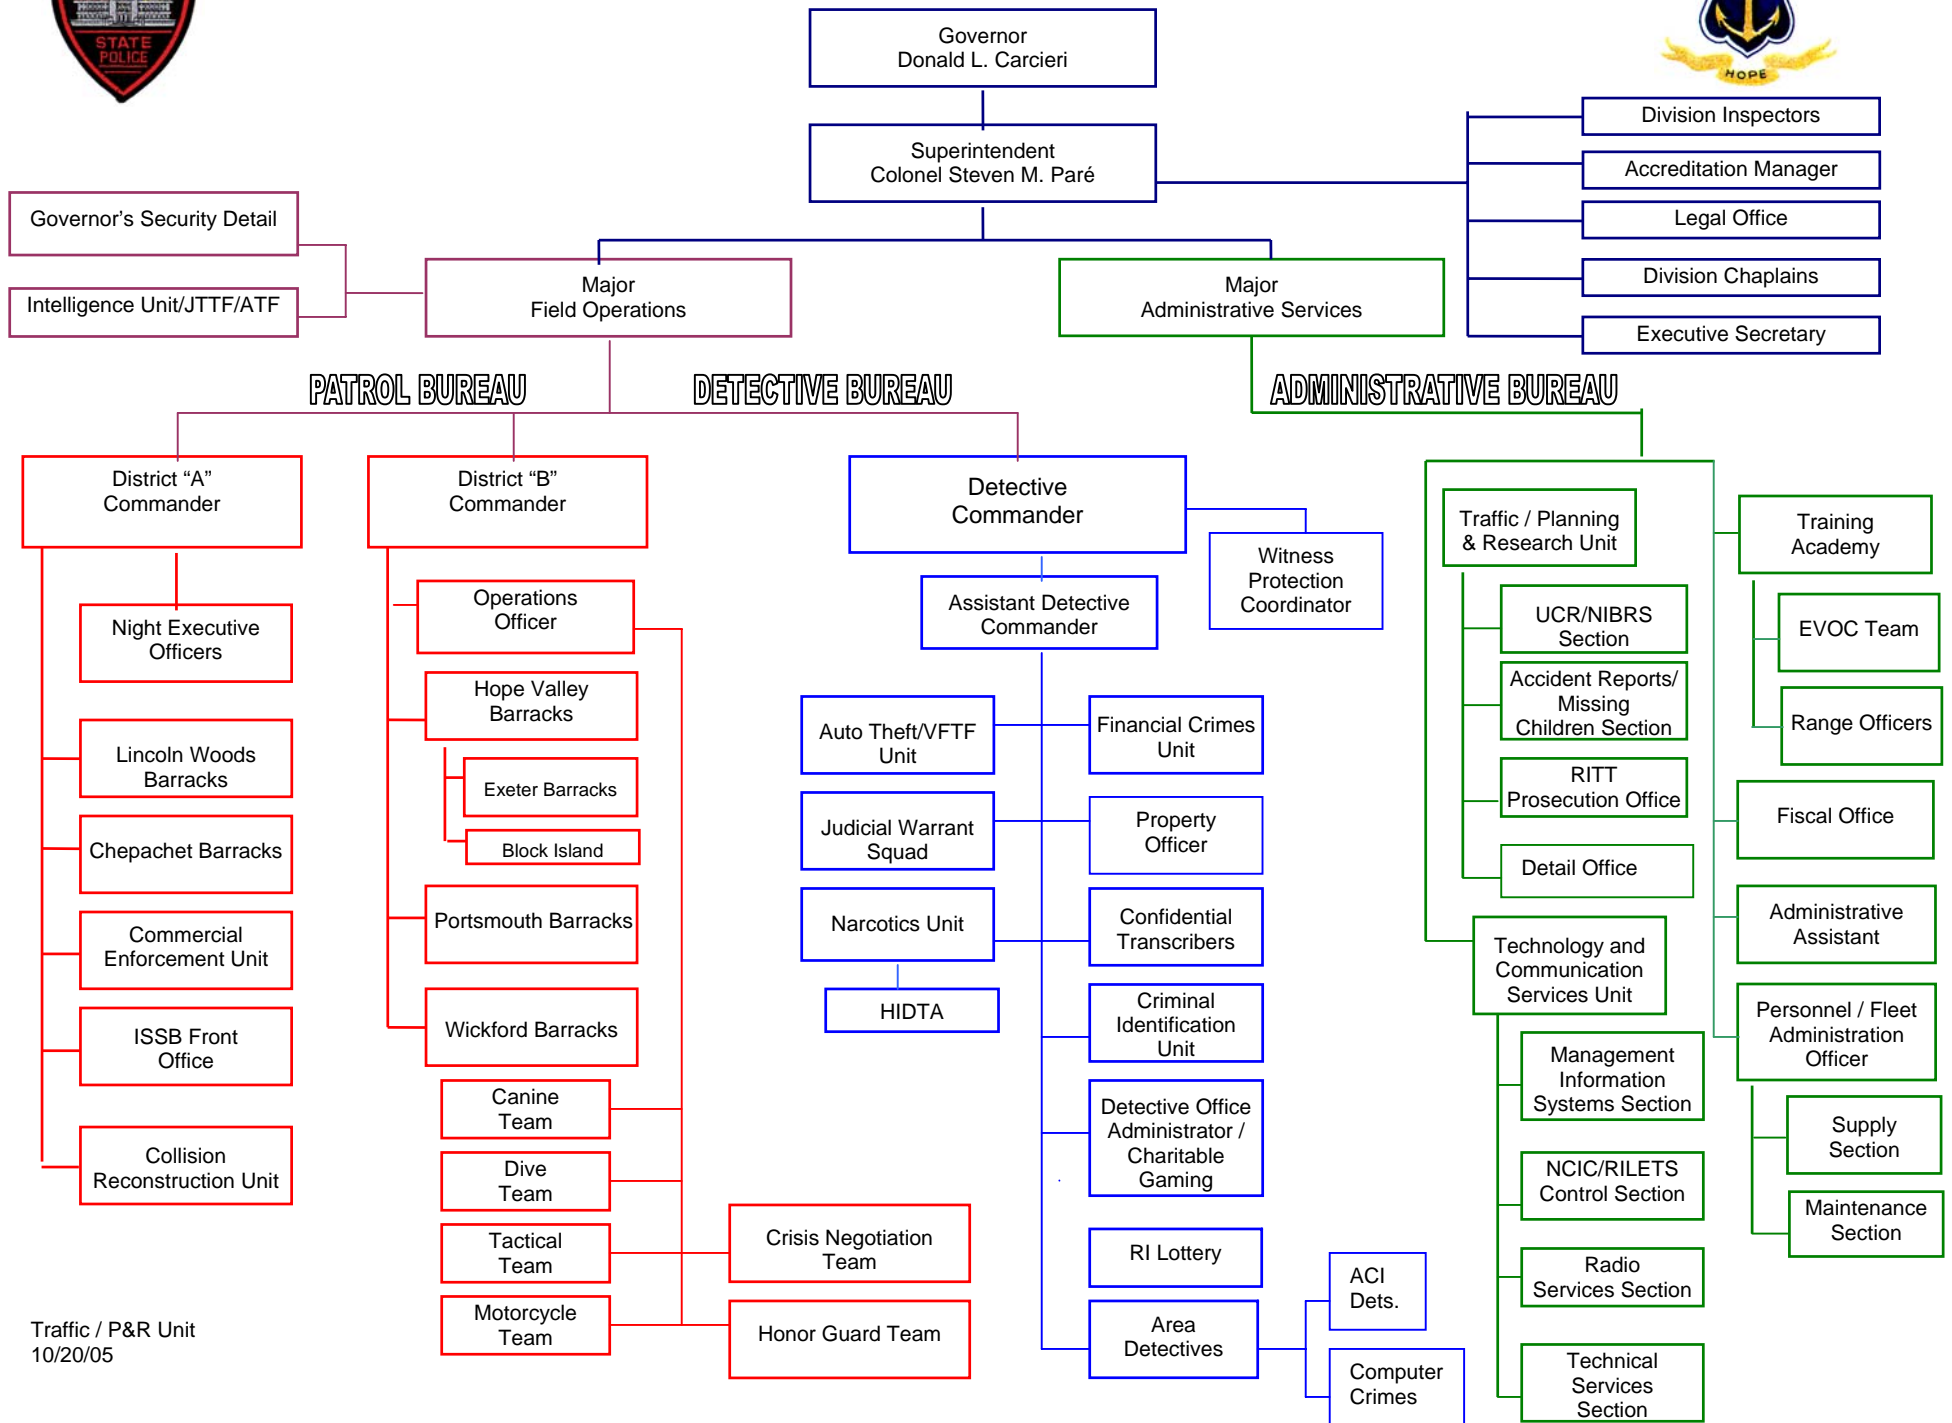 STATE
POLICE
HOPE
Governor
Donald L. Carcieri
Superintendent
Colonel Steven M. Paré
Division Inspectors
Accreditation Manager
Legal Office
Division Chaplains
Executive Secretary
Governor’s Security Detail
Intelligence Unit/JTTF/ATF
Major
Field Operations
Major
Administrative Services
PATROL BUREAU
DETECTIVE BUREAU
ADMINISTRATIVE BUREAU
District “A”
Commander
Night Executive
Officers
Lincoln Woods
Barracks
Chepachet Barracks
Commercial
Enforcement Unit
ISSB Front
Office
Collision
Reconstruction Unit
District “B”
Commander
Operations
Officer
Hope Valley
Barracks
Exeter Barracks
Block Island
Portsmouth Barracks
Wickford Barracks
Canine
Team
Dive
Team
Tactical
Team
Motorcycle
Team
Crisis Negotiation
Team
Honor Guard Team
Detective
Commander
Witness
Protection
Coordinator
Assistant Detective
Commander
Auto Theft/VFTF
Unit
Judicial Warrant
Squad
Narcotics Unit
HIDTA
Financial Crimes
Unit
Property
Officer
Confidential
Transcribers
Criminal
Identification
Unit
Detective Office
Administrator /
Charitable
Gaming
RI Lottery
Area
Detectives
ACI
Dets.
Computer
Crimes
Traffic / Planning
& Research Unit
UCR/NIBRS
Section
Accident Reports/
Missing
Children Section
RITT
Prosecution Office
Detail Office
Technology and
Communication
Services Unit
Management
Information
Systems Section
NCIC/RILETS
Control Section
Radio
Services Section
Technical
Services
Section
Training
Academy
EVOC Team
Range Officers
Fiscal Office
Administrative
Assistant
Personnel / Fleet
Administration
Officer
Supply
Section
Maintenance
Section
Traffic / P&R Unit
10/20/05